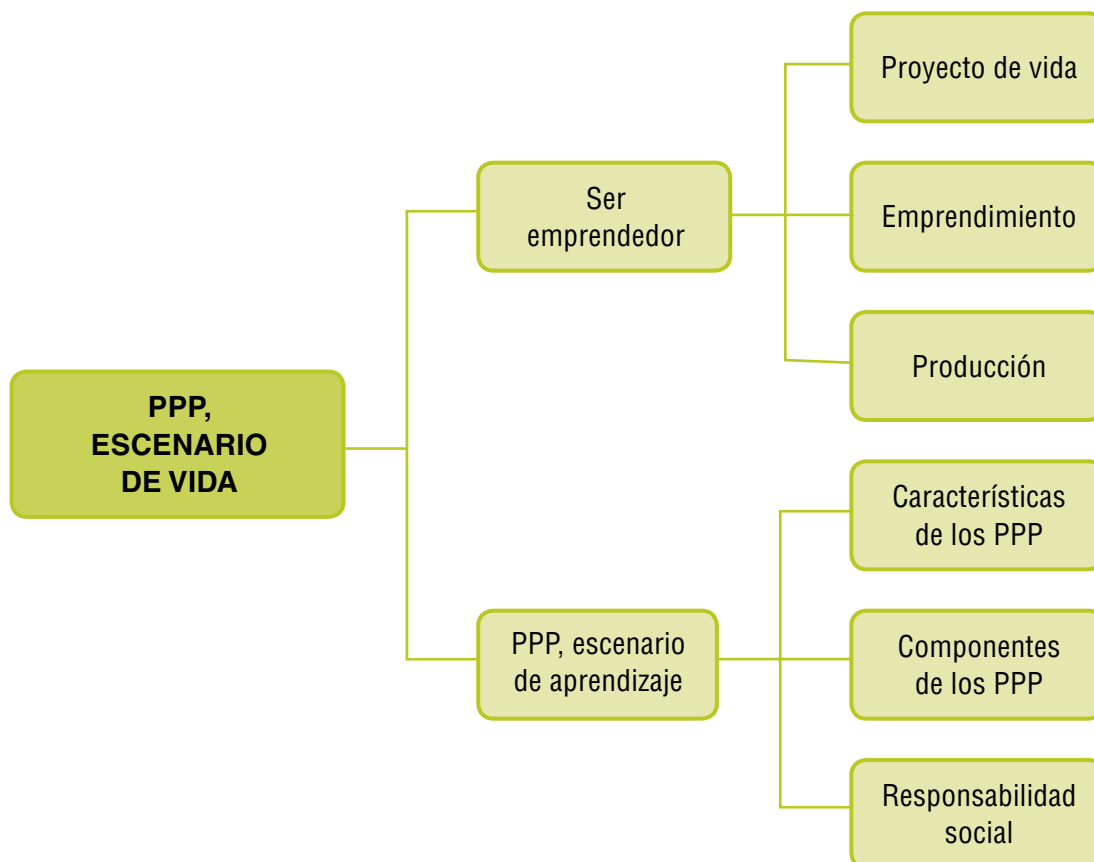 PPP,
ESCENARIO
DE VIDA
Ser
emprendedor
Proyecto de vida
Emprendimiento
Producción
PPP, escenario
de aprendizaje
Características
de los PPP
Componentes
de los PPP
Responsabilidad
social